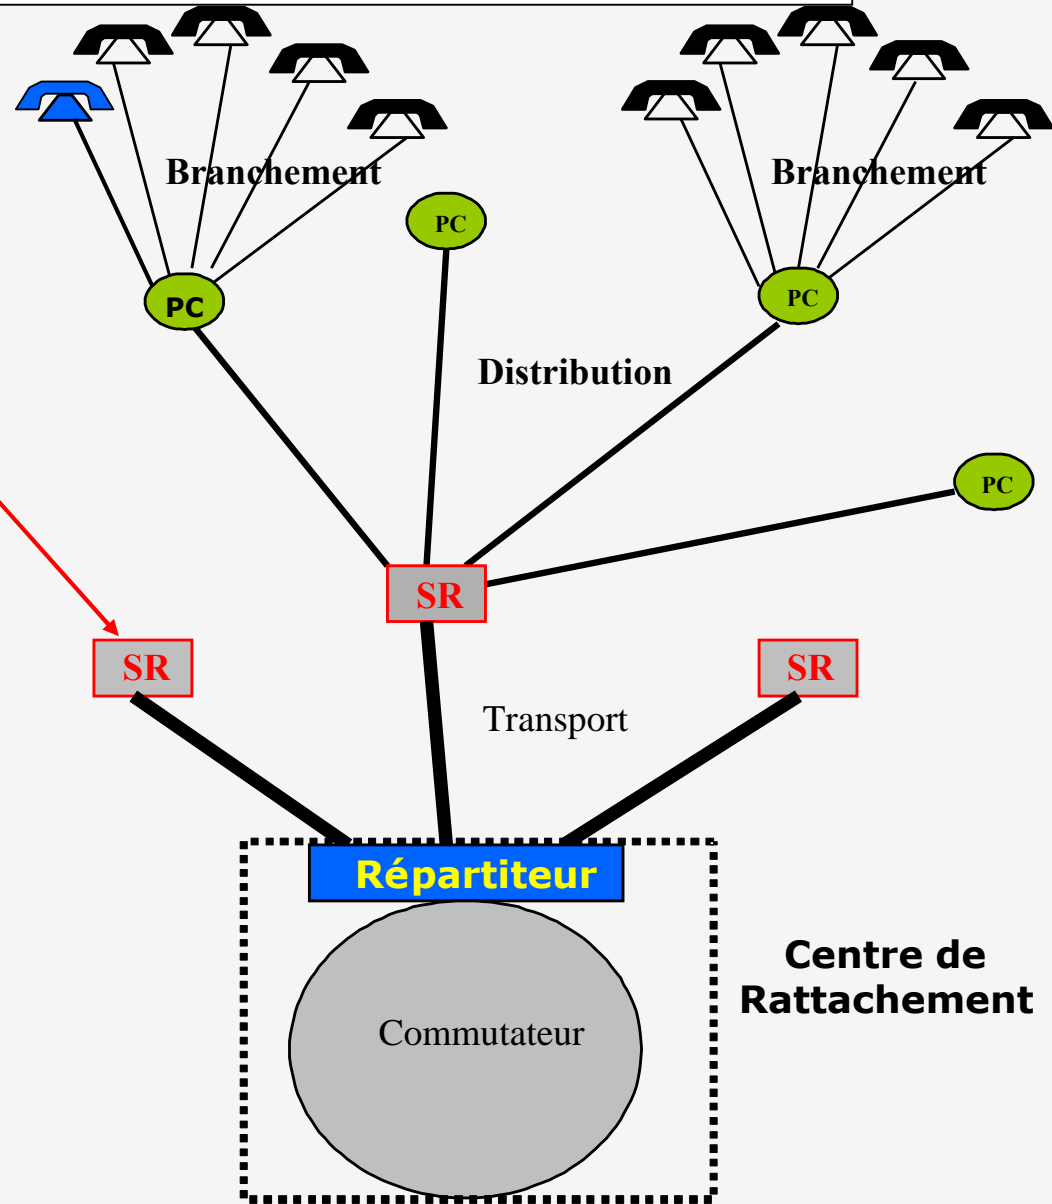 Branchement
Branchement
PC
PC
PC
Distribution
PC
SR
SR
SR
Transport
Répartiteur
Centre de
Rattachement
Commutateur